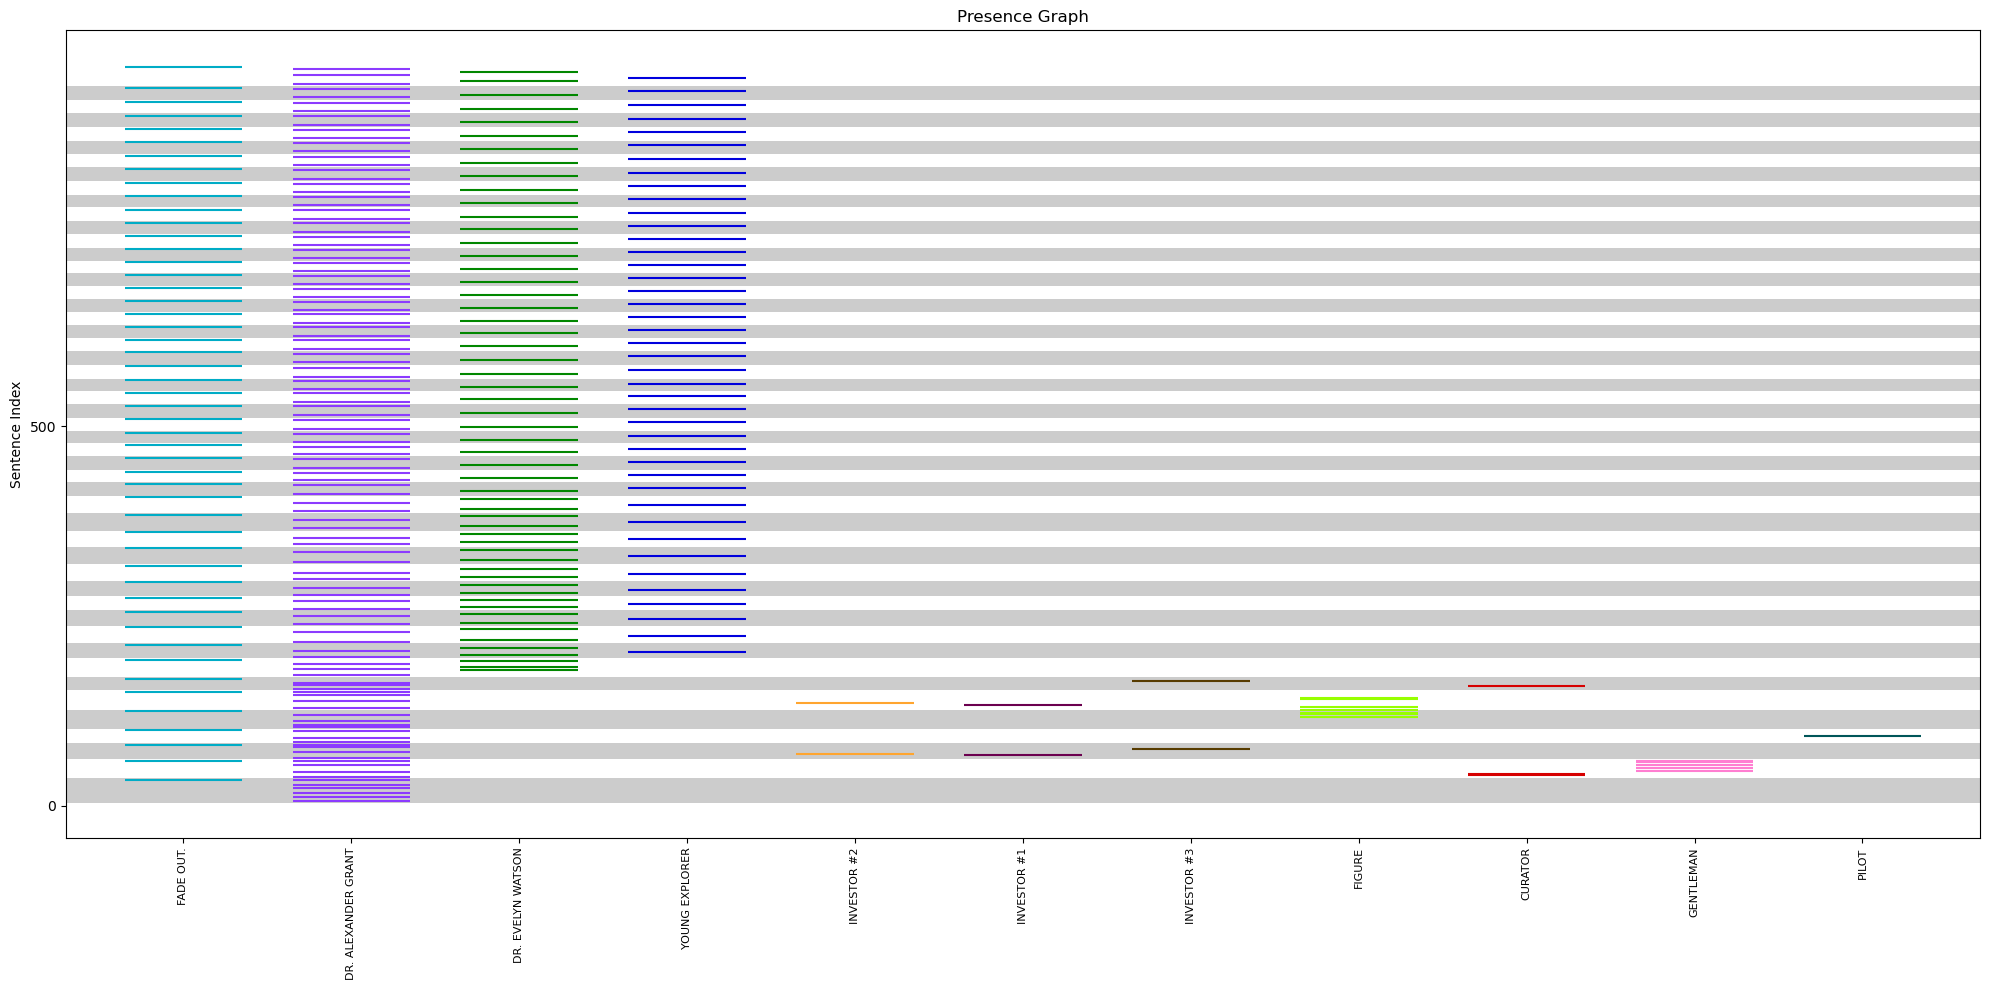 Presence Graph
Sentence Index
500
0
FADE OUT.
DR. ALEXANDER GRANT
DR. EVELYN WATSON
YOUNG EXPLORER
INVESTOR #2
INVESTOR #1
INVESTOR #3
FIGURE
CURATOR
GENTLEMAN
PILOT